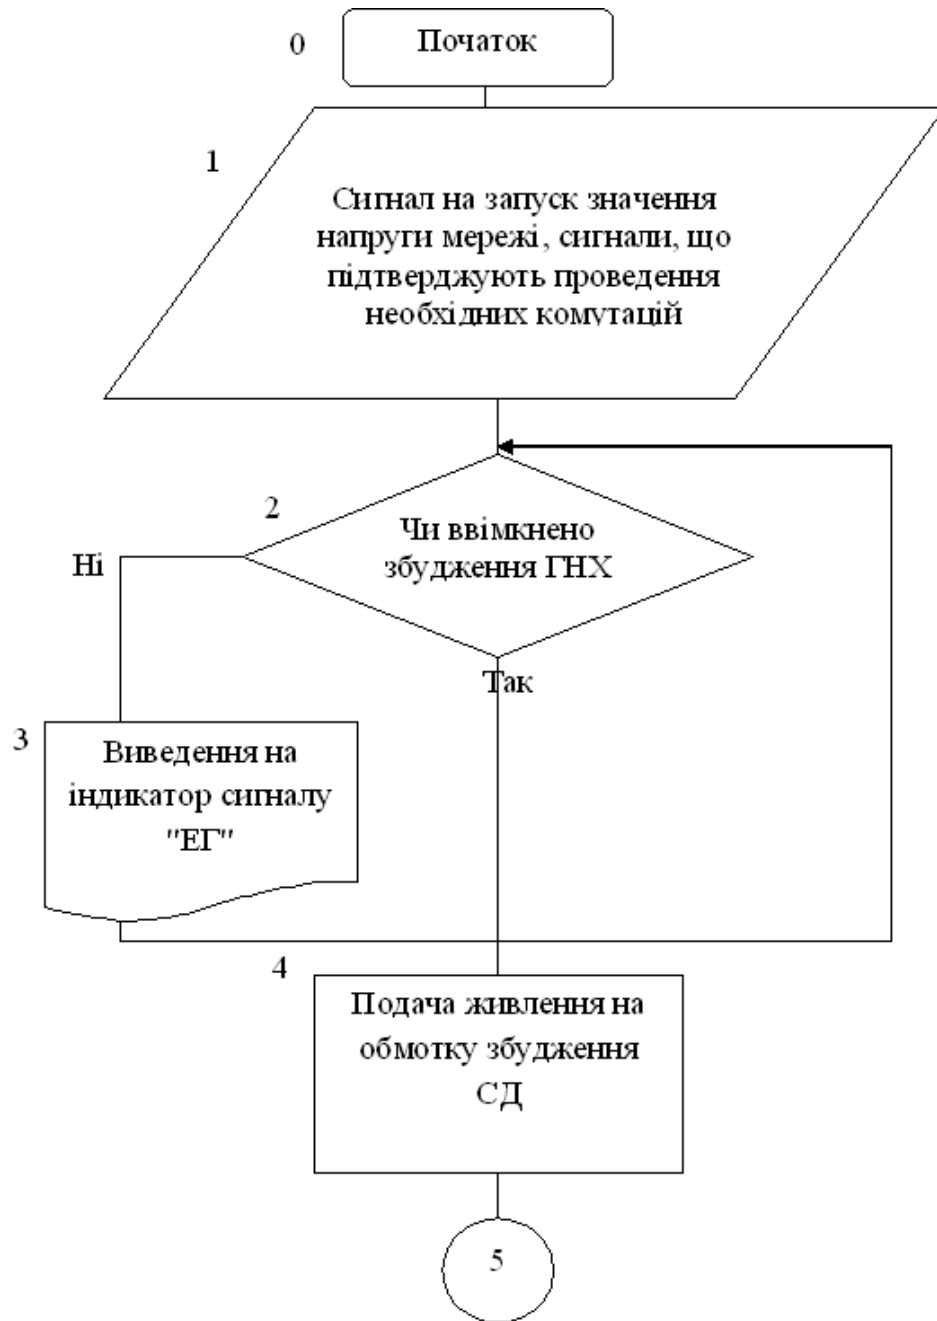 0
Початок
1
Сигнал на запуск значення
напруги мережі, сигнали, що
підтверджують проведення
необхідних комутацій
2
Чи ввімкнено
збудження ГНХ
Ні
Так
3
Виведення на
індикатор сигналу
"ЕГ"
4
Подача живлення на
обмотку збудження
СД
5